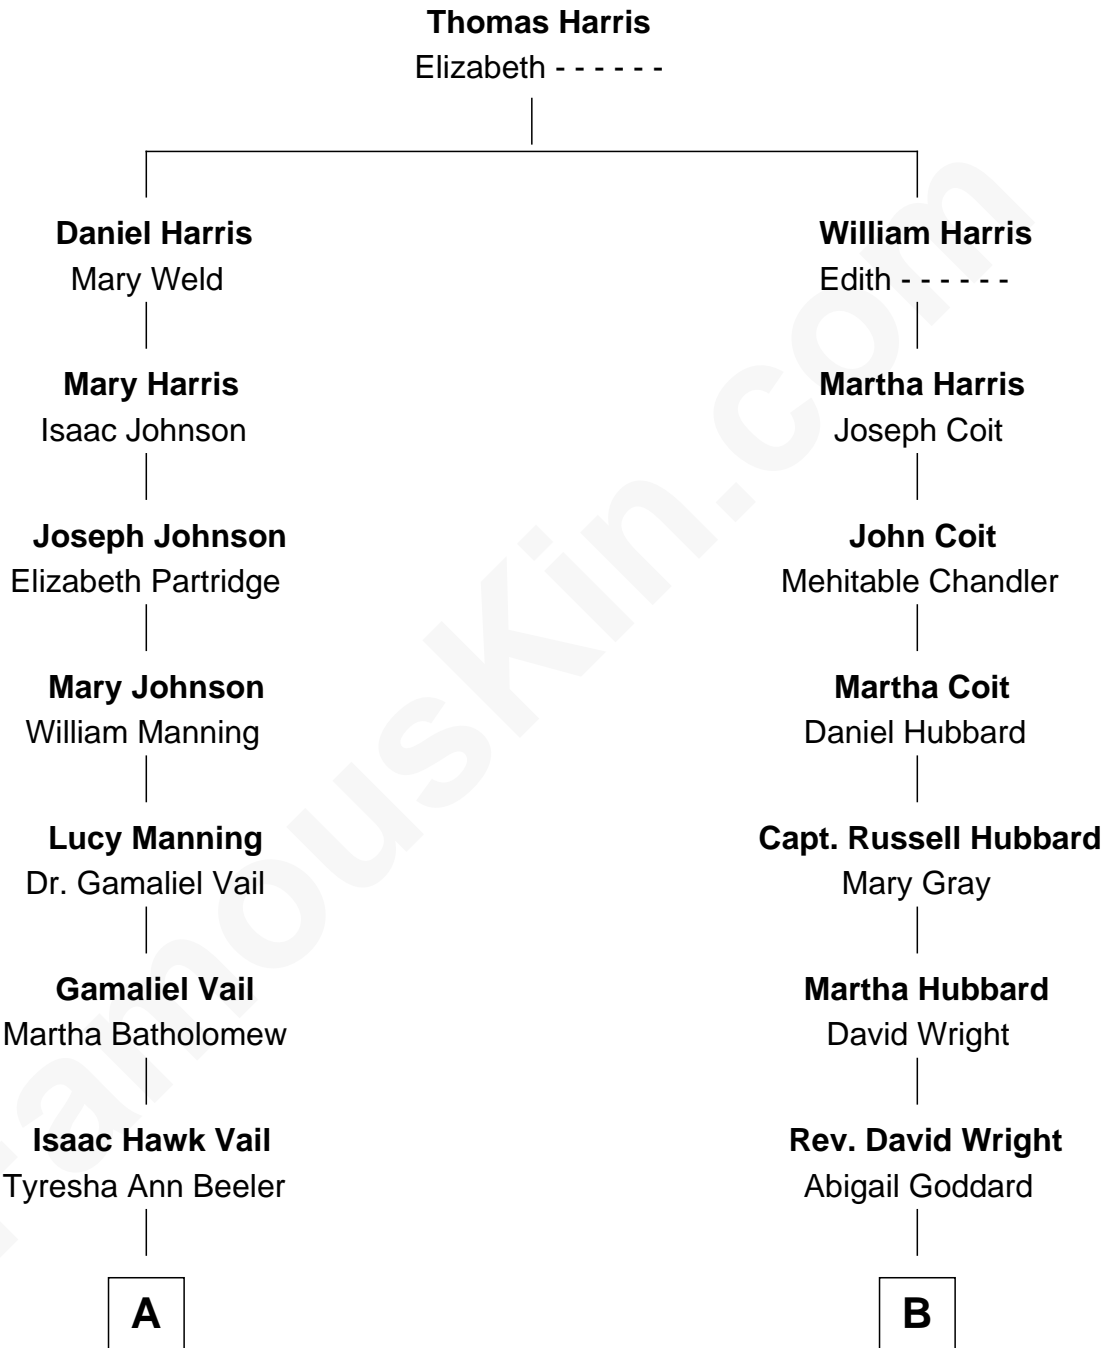 Thomas Harris
Elizabeth - - - - - -
Daniel Harris
Mary Weld
William Harris
Edith - - - - - -
Mary Harris
Isaac Johnson
Martha Harris
Joseph Coit
Joseph Johnson
Elizabeth Partridge
John Coit
Mehitable Chandler
Mary Johnson
William Manning
Martha Coit
Daniel Hubbard
Lucy Manning
Dr. Gamaliel Vail
Capt. Russell Hubbard
Mary Gray
Gamaliel Vail
Martha Batholomew
Martha Hubbard
David Wright
Isaac Hawk Vail
Tyresha Ann Beeler
Rev. David Wright
Abigail Goddard
A
B
FamousKin.com